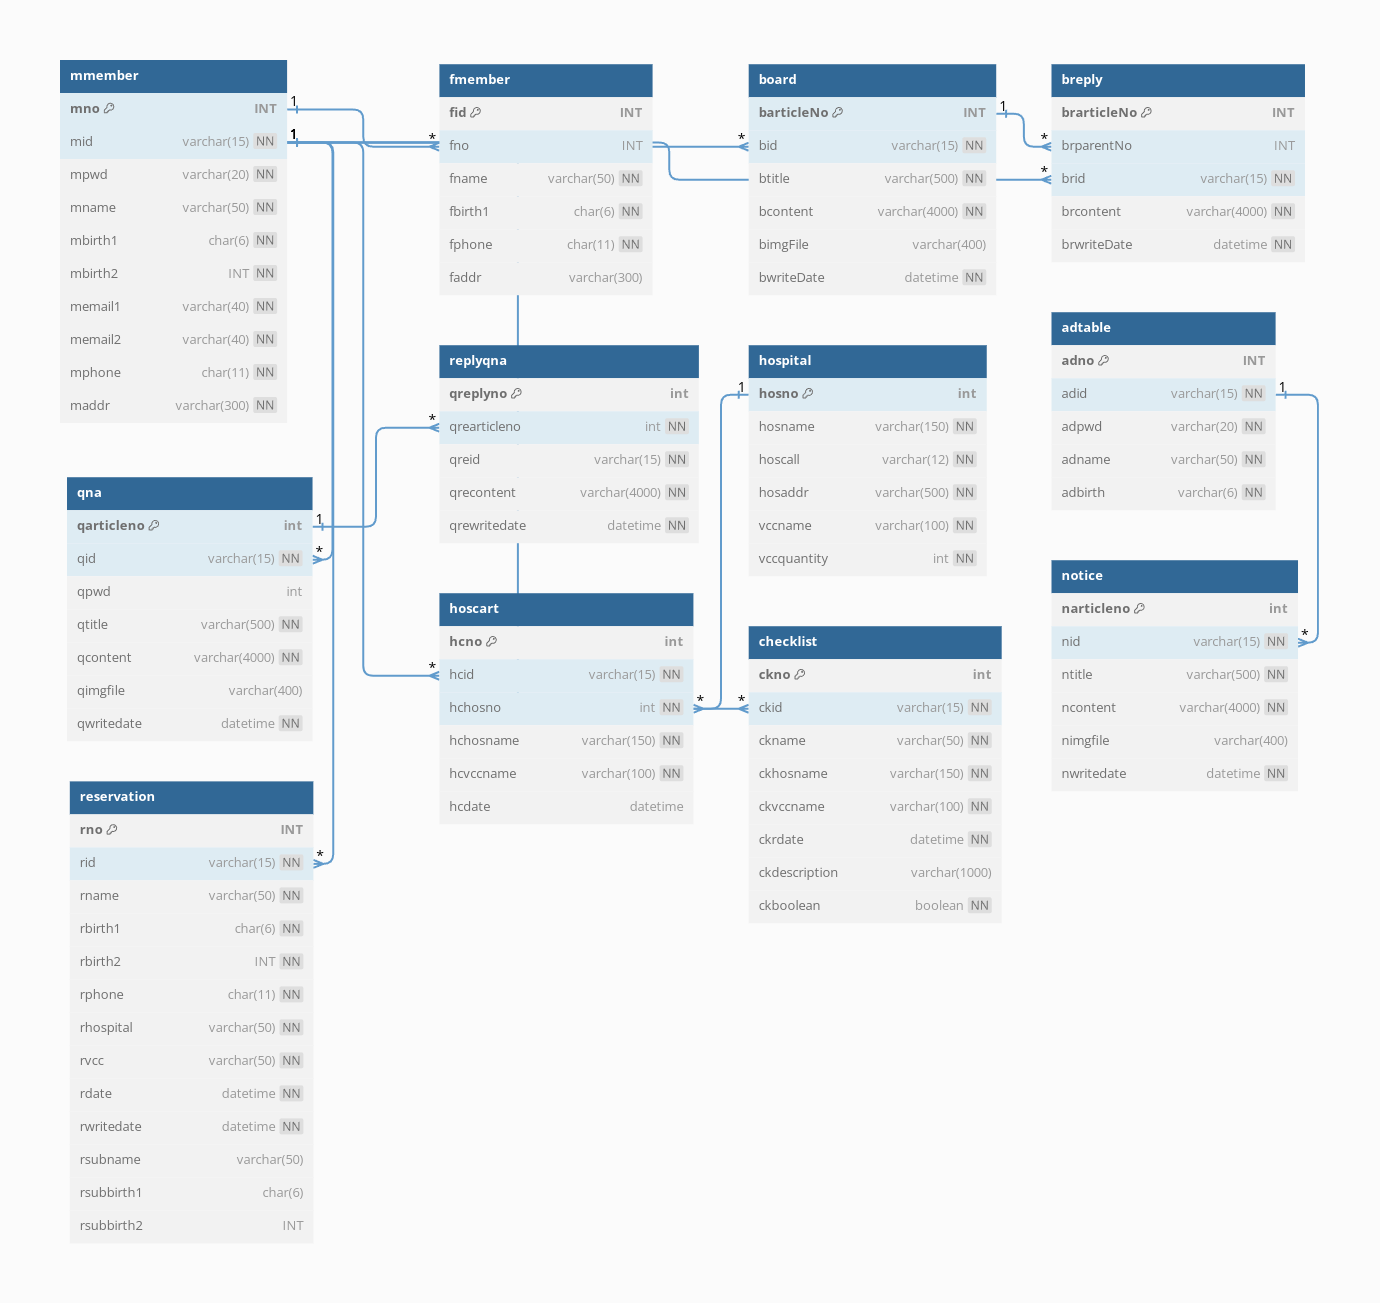 mmember
mno INT
mid varchar(15) NN
mpwd varchar(20) NN
mname varchar(50) NN
mbirth1 char(6) NN
mbirth2 INT NN
memail1 varchar(40) NN
memail2 varchar(40) NN
mphone char(11) NN
maddr varchar(300) NN
1
1
fmember
fid INT
* fno INT
fname varchar(50) NN
fbirth1 char(6) NN
fphone char(11) NN
faddr varchar(300)
board
barticleNo INT 1
* bid varchar(15) NN
btitle varchar(500) NN
bcontent varchar(4000) NN
bimgFile varchar(400)
bwriteDate datetime NN
breply
brarticleNo INT
* brparentNo INT
* brid varchar(15) NN
brcontent varchar(4000) NN
brwriteDate datetime NN
qna
qarticleno int 1
qid varchar(15) NN *
qpwd int
qtitle varchar(500) NN
qcontent varchar(4000) NN
qimgfile varchar(400)
qwritedate datetime NN
replyqna
qreplyno int
* qrearticleno int NN
qreid varchar(15) NN
qrecontent varchar(4000) NN
qrewritedate datetime NN
hospital
1 hosno int
hosname varchar(150) NN
hoscall varchar(12) NN
hosaddr varchar(500) NN
vccname varchar(100) NN
vccquantity int NN
adtable
adno INT
adid varchar(15) NN 1
adpwd varchar(20) NN
adname varchar(50) NN
adbirth varchar(6) NN
reservation
rno INT
rid varchar(15) NN *
rname varchar(50) NN
rbirth1 char(6) NN
rbirth2 INT NN
rphone char(11) NN
rhospital varchar(50) NN
rvcc varchar(50) NN
rdate datetime NN
rwritedate datetime NN
rsubname varchar(50)
rsubbirth1 char(6)
rsubbirth2 INT
hoscart
hcno int
* hcid varchar(15) NN
hchosno int NN *
hchosname varchar(150) NN
hcvccname varchar(100) NN
hcdate datetime
checklist
ckno int
* ckid varchar(15) NN
ckname varchar(50) NN
ckhosname varchar(150) NN
ckvccname varchar(100) NN
ckrdate datetime NN
ckdescription varchar(1000)
ckboolean boolean NN
notice
narticleno int
nid varchar(15) NN *
ntitle varchar(500) NN
ncontent varchar(4000) NN
nimgfile varchar(400)
nwritedate datetime NN